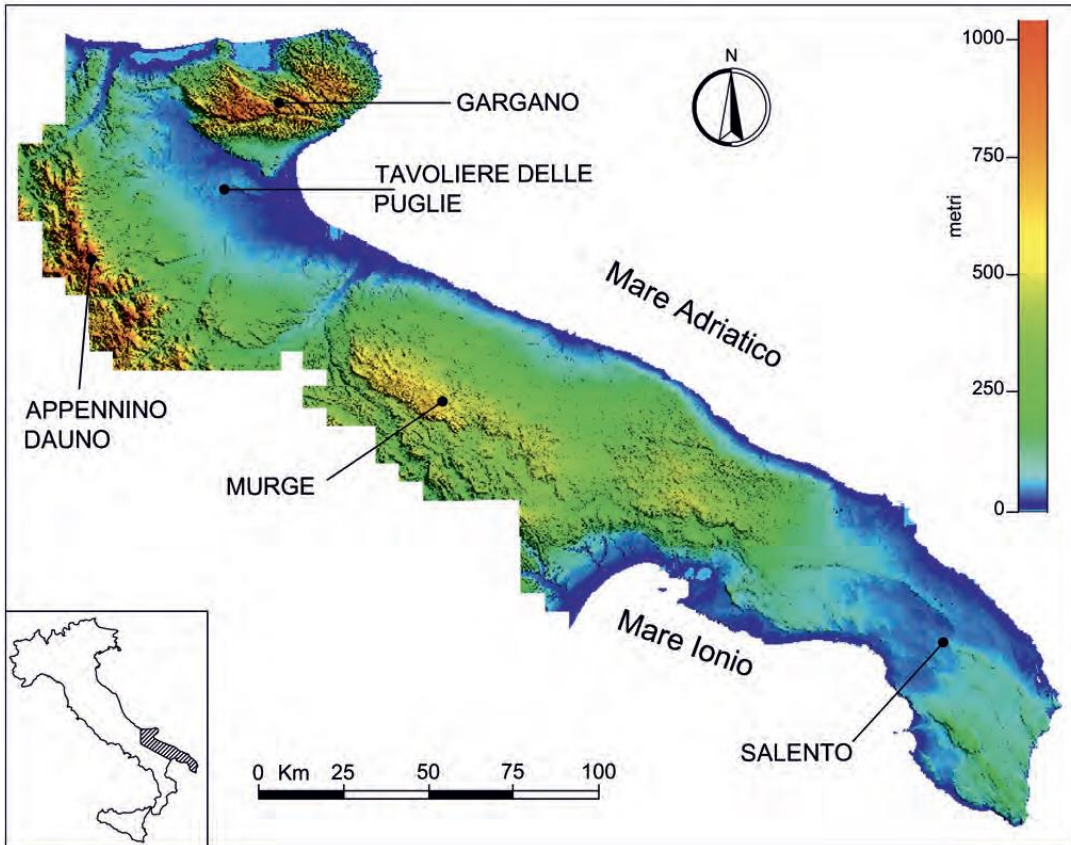 N
GARGANO
TAVOLIERE DELLE
PUGLIE
Mare Adriatico
APPENNINO
DAUNO
MURGE
Mare Ionio
SALENTO
metri
1000
750
500
250
0
0 Km 25 50 75 100